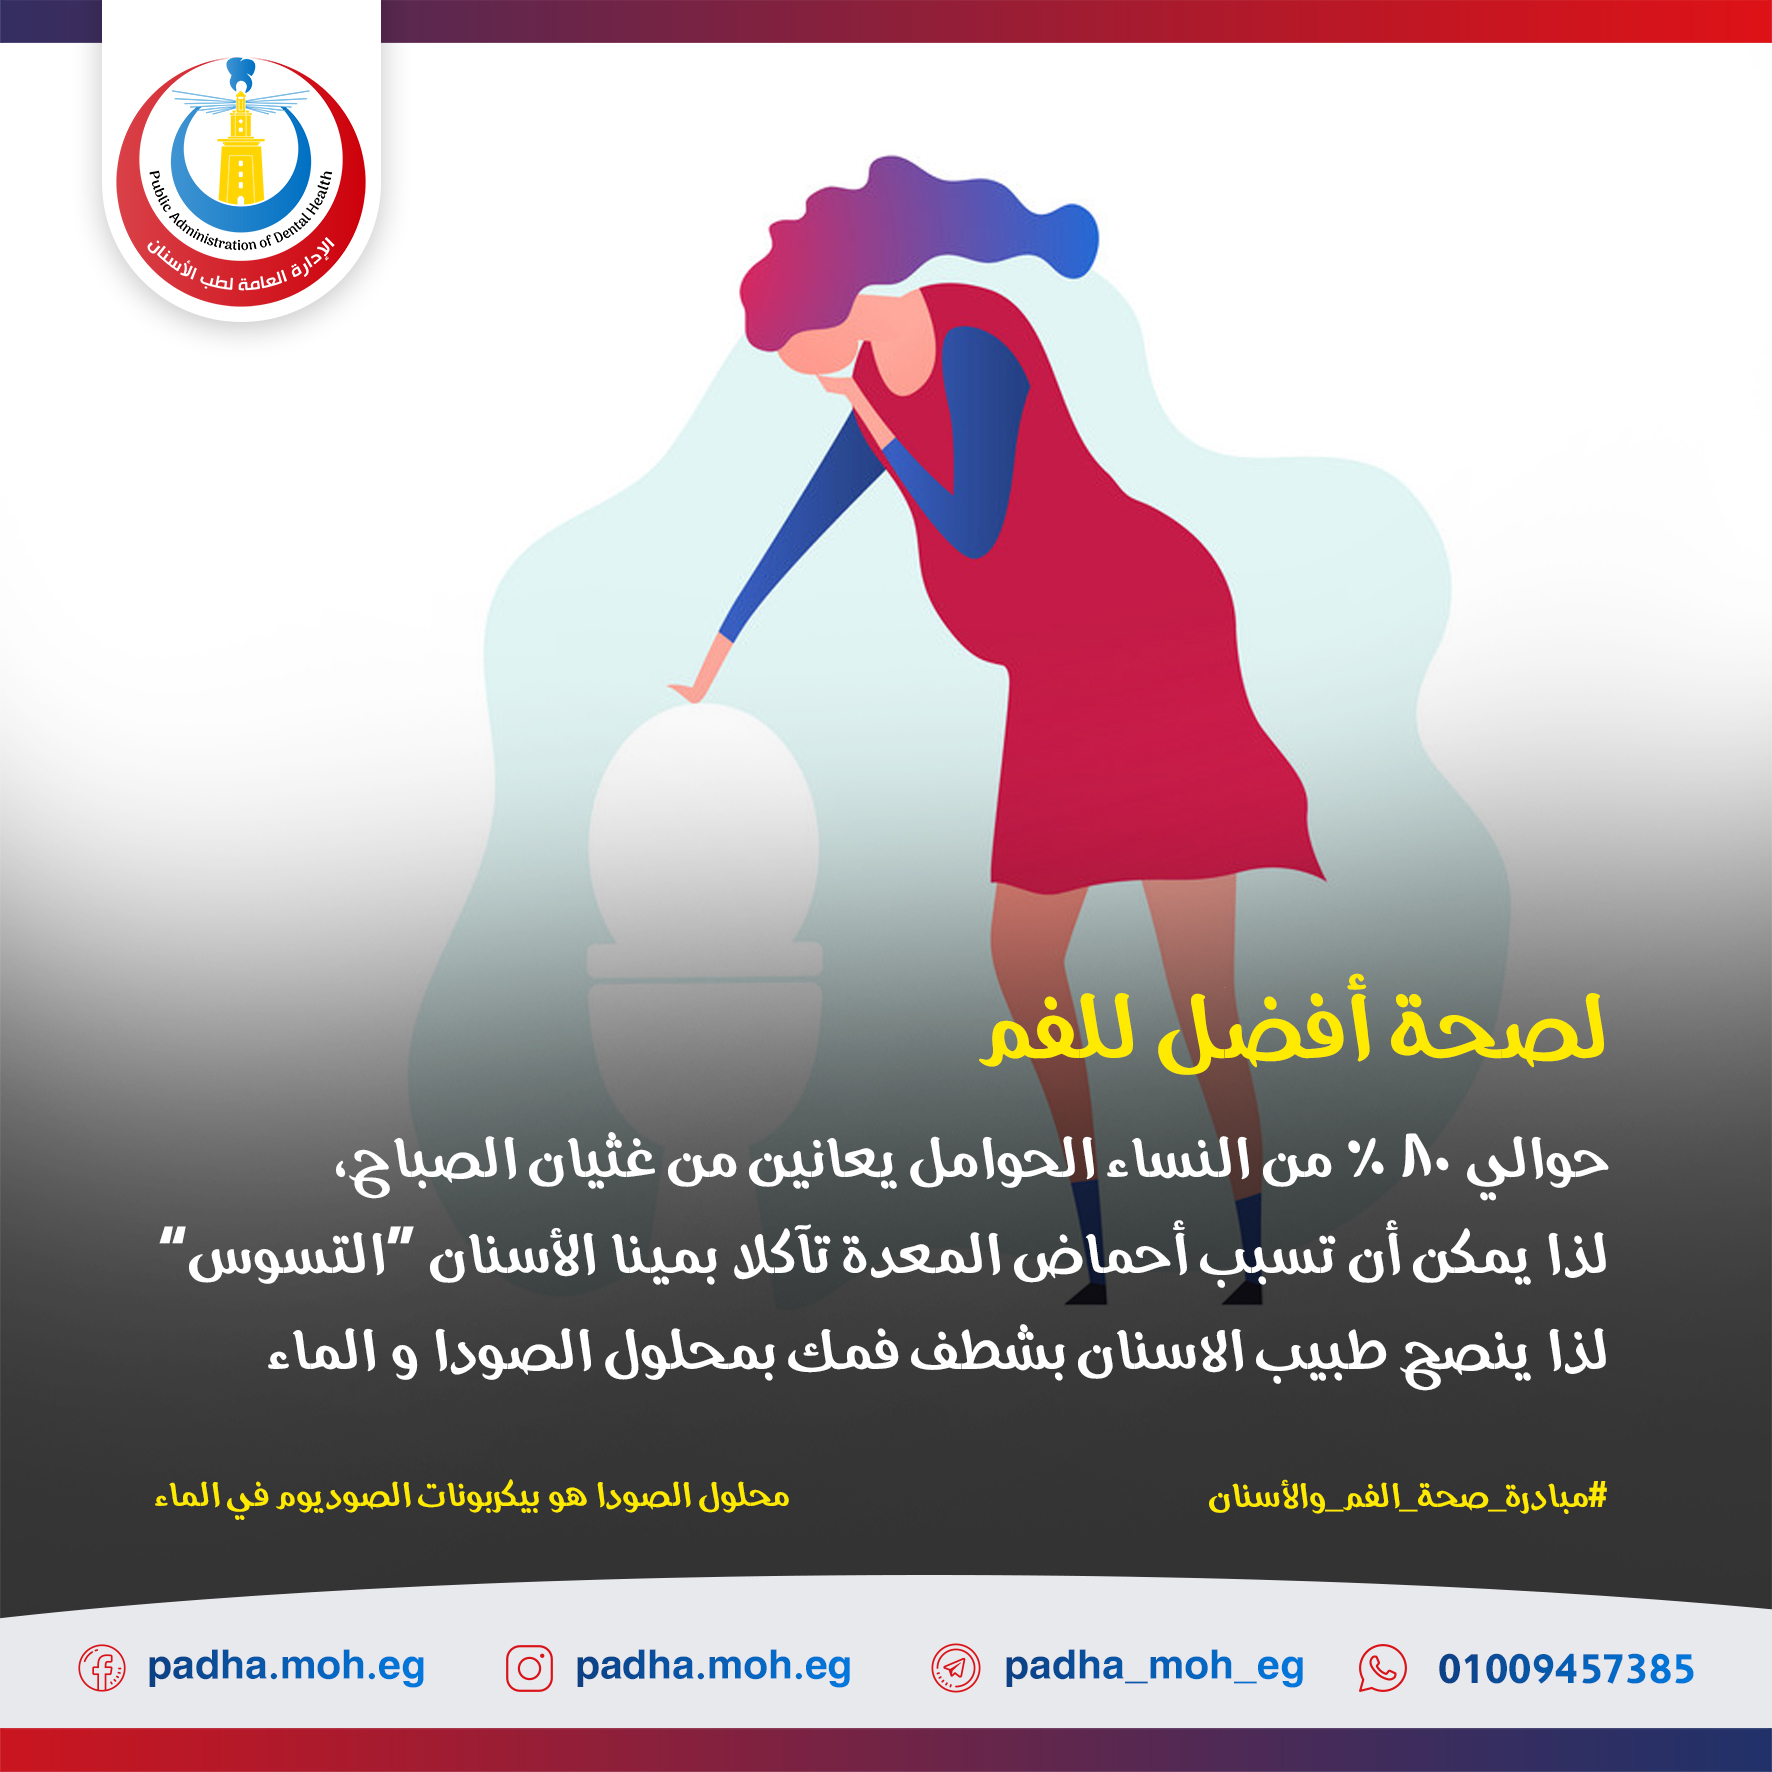 Public Administration of Dental Health
الإدارة العامة لطب الأسنان
لصحة أفضل للفم
حوالي ٨٠ ٪ من النساء الحوامل يعانين من غثيان الصباح،
لذا يمكن أن تسبب أحماض المعدة تآكلا بمينا الأسنان "التسوس"
لذا ينصح طبيب الاسنان بشطف فمك بمحلول الصودا و الماء
#مبادرة_صحة_الفم_والأسنان
محلول الصودا هو بيكربونات الصوديوم في الماء
padha.moh.eg
padha.moh.eg
padha_moh_eg
01009457385